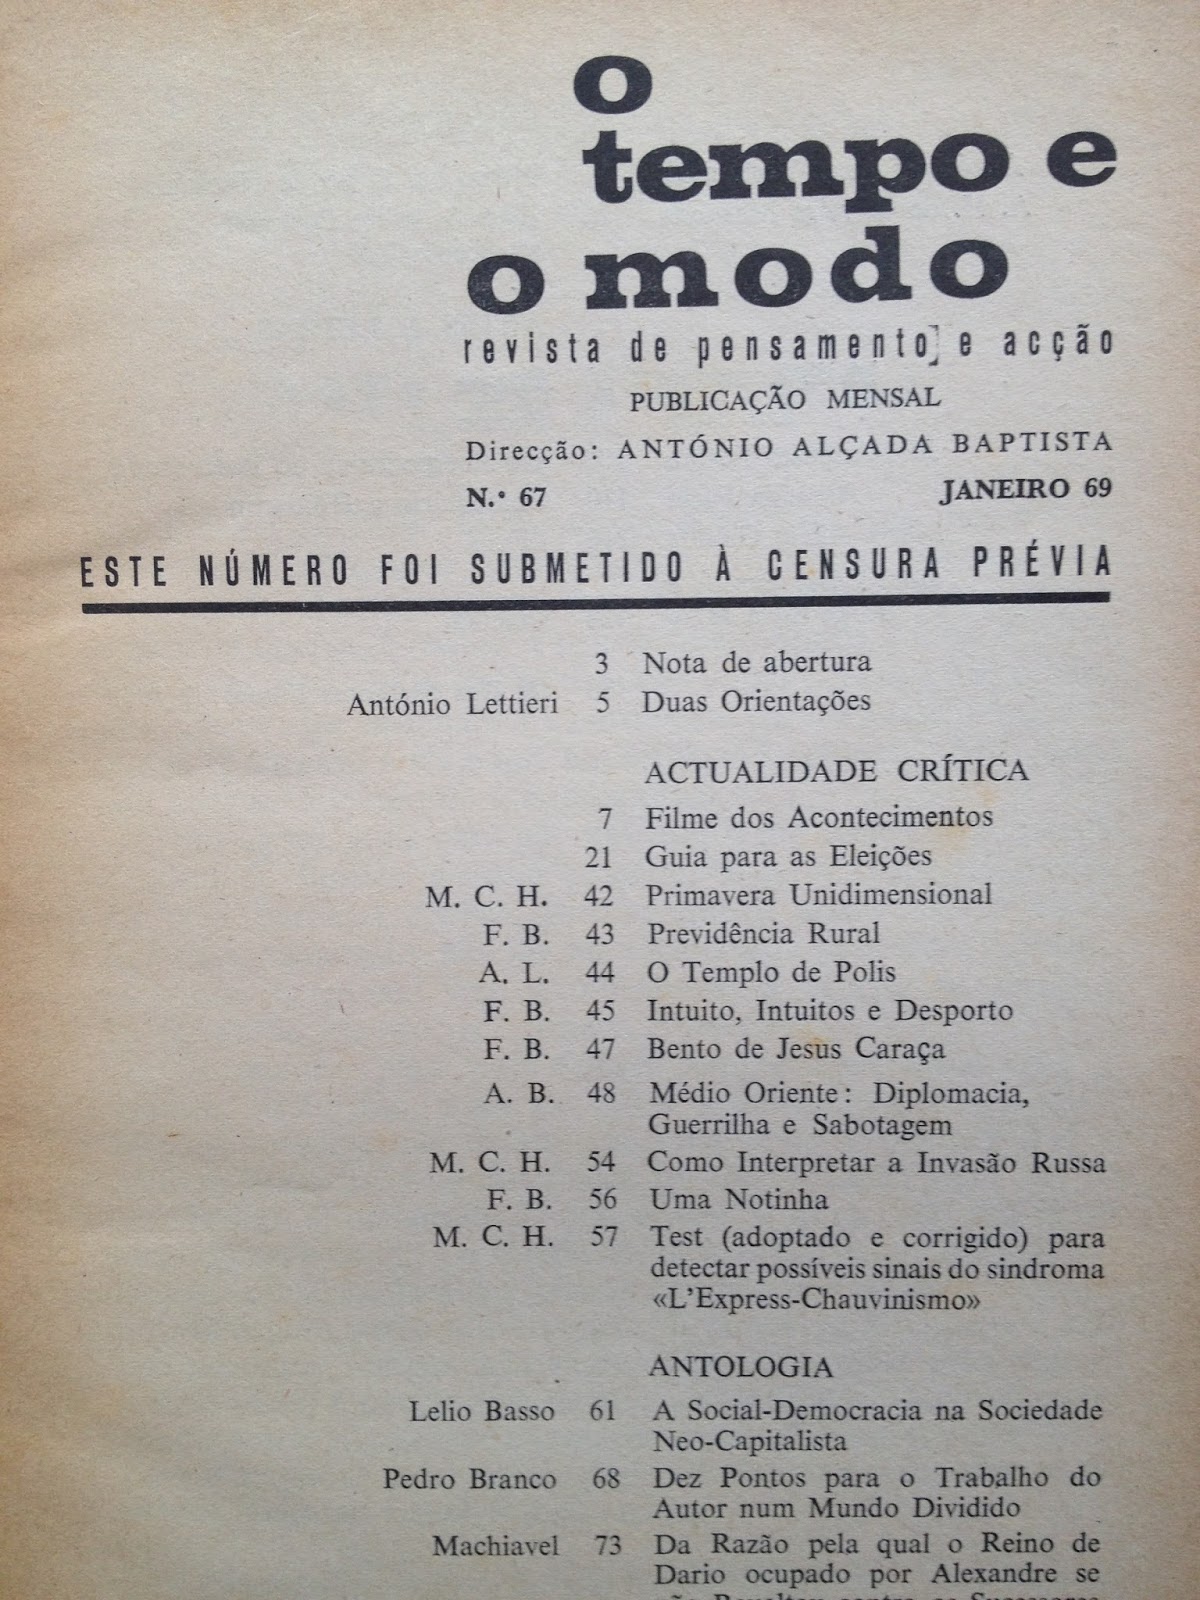 o
tempo e
o modo
revista de pensamento] e acção
PUBLICAÇÃO MENSAL
Direcção: ANTÓNIO ALÇADA BAPTISTA
N.º 67 JANEIRO 69
ESTE NÚMERO FOI SUBMETIDO À CENSURA PRÉVIA
3 Nota de abertura
António Lettieri 5 Duas Orientações
ACTUALIDADE CRÍTICA
7 Filme dos Acontecimentos
21 Guia para as Eleições
M. C. H. 42 Primavera Unidimensional
F. B. 43 Previdência Rural
A. L. 44 O Templo de Polis
F. B. 45 Intuito, Intuitos e Desporto
F. B. 47 Bento de Jesus Caraça
A. B. 48 Médio Oriente: Diplomacia,
Guerrilha e Sabotagem
M. C. H. 54 Como Interpretar a Invasão Russa
F. B. 56 Uma Notinha
M. C. H. 57 Test (adoptado e corrigido) para
detectar possíveis sinais do sindroma
«L'Express-Chauvinismo»
ANTOLOGIA
Lelio Basso 61 A Social-Democracia na Sociedade
Neo-Capitalista
Pedro Branco 68 Dez Pontos para o Trabalho do
Autor num Mundo Dividido
Machiavel 73 Da Razão pela qual o Reino de
Dario ocupado por Alexandre se
não Revoltou contra os Sucessores